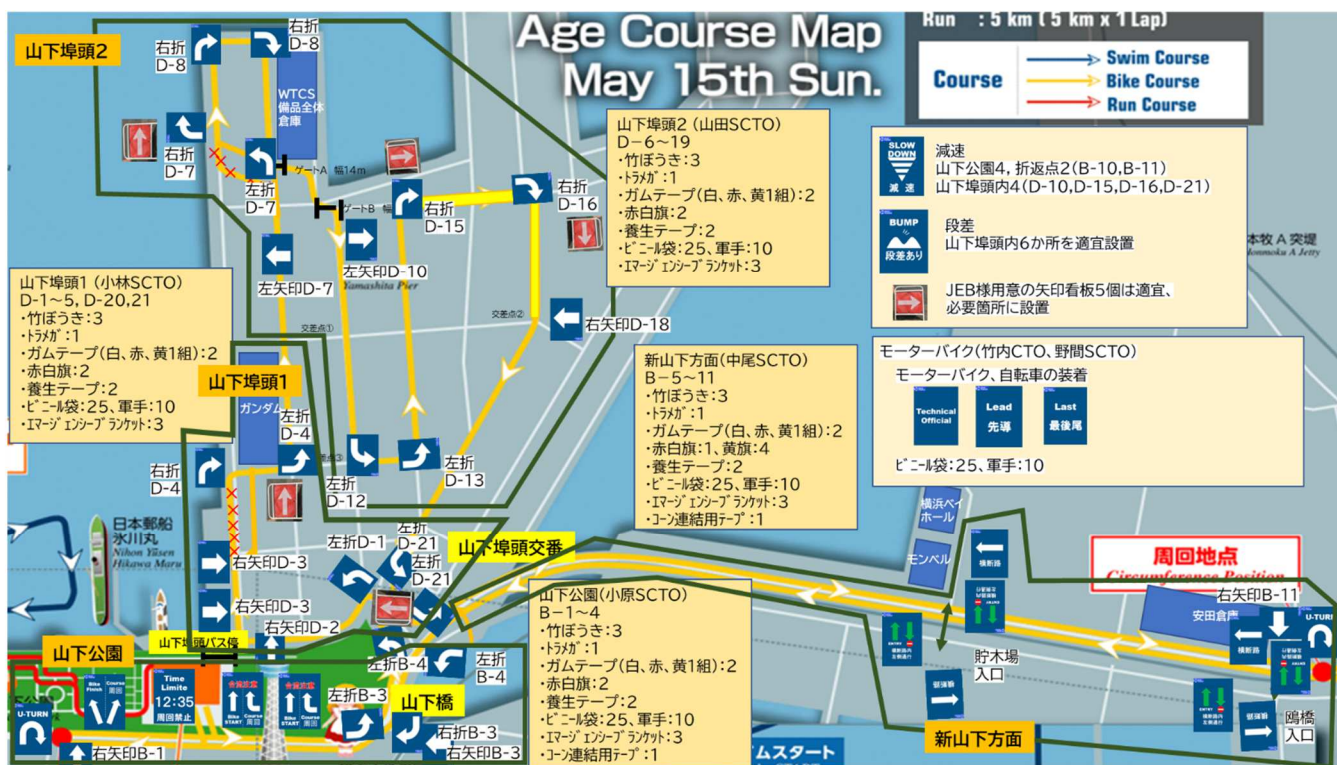 Age Course Map
May 15th Sun.
Run : 5 km ( 5 km x 1 Lap)
Course
Swim Course
Bike Course
Run Course
山下埠頭2
右折
D-8
右折
D-8
WTCS
備品全体
倉庫
右折
D-7
左折
D-7
ゲートA 幅14m
ゲートB 幅
右折
D-15
右折
D-16
左矢印D-10
Yamashita Pier
左矢印D-7
交差点①
交差点②
右矢印D-18
山下埠頭2 (山田SCTO)
D-6~19
・竹ぼうき:3
・トラメガ:1
・ガムテープ(白、赤、黄1組):2
・赤白旗:2
・養生テープ:2
・ビニール袋:25、軍手:10
・エマージェンシーブランケット:3
SLOW
DOWN
減速
減速
山下公園4, 折返点2(B-10,B-11)
山下埠頭内4(D-10,D-15,D-16,D-21)
BUMP
段差あり
段差
山下埠頭内6か所を適宜設置
JEB様用意の矢印看板5個は適宜、
必要箇所に設置
本牧A突堤
Honmoku A Jetty
山下埠頭1 (小林SCTO)
D-1~5, D-20,21
・竹ぼうき:3
・トラメガ:1
・ガムテープ(白、赤、黄1組):2
・赤白旗:2
・養生テープ:2
・ビニール袋:25、軍手:10
・エマージェンシーブランケット:3
山下埠頭1
ガンダム
左折
D-4
右折
D-4
差点③
左折
D-12
左折
D-13
新山下方面(中尾SCTO)
B-5~11
・竹ぼうき:3
・トラメガ:1
・ガムテープ(白、赤、黄1組):2
・赤白旗:1、黄旗:4
・養生テープ:2
・ビニール袋:25、軍手:10
・エマージェンシーブランケット:3
・コーン連結用テープ:1
モーターバイク(竹内CTO、野間SCTO)
モーターバイク、自転車の装着
Technical
Official
Lead
先導
Last
最後尾
ビニール袋:25、軍手:10
日本郵船
氷川丸
Nihon Yusen
Hikawa Maru
右矢印D-3
右矢印D-3
右矢印D-2
左折D-1
左折
D-21
左折
D-21
山下埠頭交番
山下埠頭バス停
横浜ベイ
ホール
モンベル
横断路
周回地点
Circumference Position
右矢印B-11
安田倉庫
横断路
U-TURN
貯木場
入口
鴎橋
入口
新山下方面
山下公園
U-TURN
Bike
Finish
Course
周回
Time
Limite
12:35
周回禁止
合流注意
Bike
START
Course
周回
合流注意
Bike
START
Course
周回
右矢印B-1
左折B-3
左折B-4
左折
B-4
山下橋
右折B-3
右矢印B-3
山下公園(小原SCTO)
B-1~4
・竹ぼうき:3
・トラメガ:1
・ガムテープ(白、赤、黄1組):2
・赤白旗:2
・養生テープ:2
・ビニール袋:25、軍手:10
・エマージェンシーブランケット:3
・コーン連結用テープ:1
ムスタート